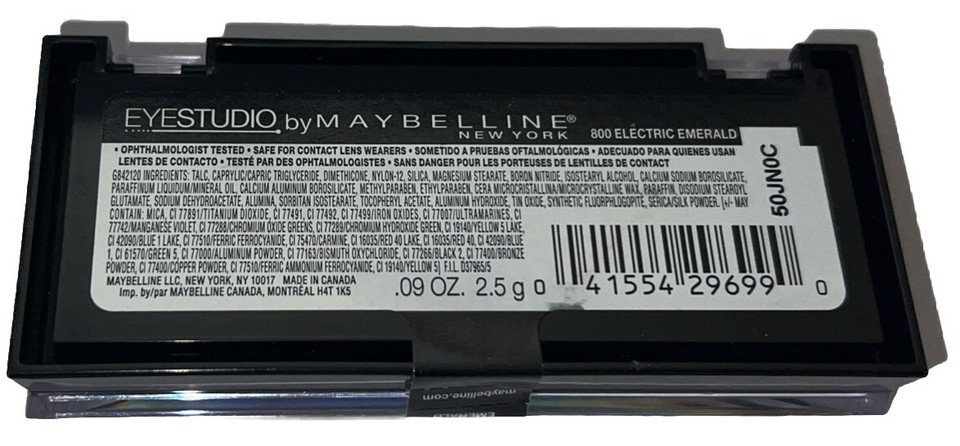 EYESTUDIO by MAYBELLINE®
NEW YORK
800 ELECTRIC EMERALD
• OPHTHALMOLOGIST TESTED • SAFE FOR CONTACT LENS WEARERS • SOMETIDO A PRUEBAS OFTALMOLÓGICAS • ADECUADO PARA QUIENES USAN
LENTES DE CONTACTO • TESTÉ PAR DES OPHTALMOLOGISTES • SANS DANGER POUR LES PORTEUSES DE LENTILLES DE CONTACT
G842120 INGREDIENTS: TALC, CAPRYLIC/CAPRIC TRIGLYCERIDE, DIMETHICONE, NYLON-12, SILICA, MAGNESIUM STEARATE, BORON NITRIDE, ISOSTEARYL ALCOHOL, CALCIUM SODIUM BOROSILICATE,
PARAFFINUM LIQUIDUM/MINERAL OIL, CALCIUM ALUMINUM BOROSILICATE, METHYLPARABEN, ETHYLPARABEN, CERA MICROCRISTALLINA/MICROCRYSTALLINE WAX, PARAFFIN, DISODIUM STEAROYL
GLUTAMATE, SODIUM DEHYDROACETATE, ALUMINA, SORBITAN ISOSTEARATE, TOCOPHERYL ACETATE, ALUMINUM HYDROXIDE, TIN OXIDE, SYNTHETIC FLUORPHLOGOPITE, SERICA/SILK POWDER. [+/- MAY
CONTAIN: MICA, CI 77891/TITANIUM DIOXIDE, CI 77491, CI 77492, CI 77499/IRON OXIDES, CI 77007/ULTRAMARINES, CI
77742/MANGANESE VIOLET, CI 77288/CHROMIUM OXIDE GREENS, CI 77289/CHROMIUM HYDROXIDE GREEN, CI 19140/YELLOW 5 LAKE,
CI 42090/BLUE 1 LAKE, CI 77510/FERRIC FERROCYANIDE, CI 75470/CARMINE, CI 16035/RED 40 LAKE, CI 16035/RED 40, CI 42090/BLUE
1, CI 61570/GREEN 5, CI 77000/ALUMINUM POWDER, CI 77163/BISMUTH OXYCHLORIDE, CI 77266/BLACK 2, CI 77400/BRONZE
POWDER, CI 77400/COPPER POWDER, CI 77510/FERRIC AMMONIUM FERROCYANIDE, CI 19140/YELLOW 5] F.I.L. D37965/5
MAYBELLINE LLC, NEW YORK, NY 10017 MADE IN CANADA
Imp. by/par MAYBELLINE CANADA, MONTRÉAL H4T 1K5
.09 OZ. 2.5 g
0 41554 29699 0
50JN0C
maybelline.com
EMERALD